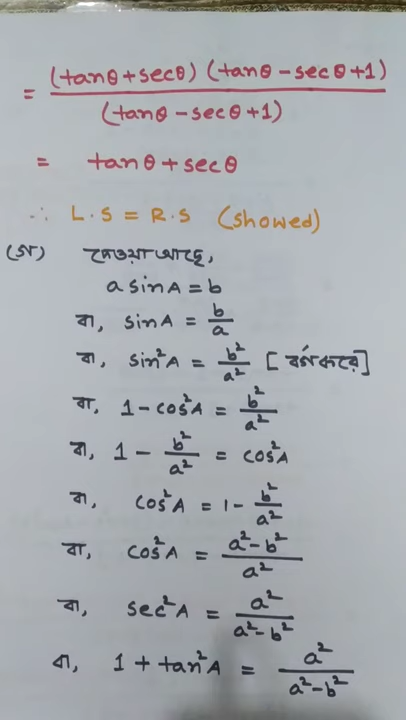 = (tanθ+secθ) (tanθ-secθ+1) / (tanθ-secθ+1)
= tanθ+secθ
∴ L.S = R.S (showed)
(গ) দেওয়া আছে,
a sinA = b
বা, sinA = b/a
বা, sin²A = b²/a² [বর্গ করে]
বা, 1-cos²A = b²/a²
বা, 1 - b²/a² = cos²A
বা, cos²A = 1- b²/a²
বা, cos²A = a²-b²/a²
বা, sec²A = a²/a²-b²
বা, 1 + tan²A = a²/a²-b²